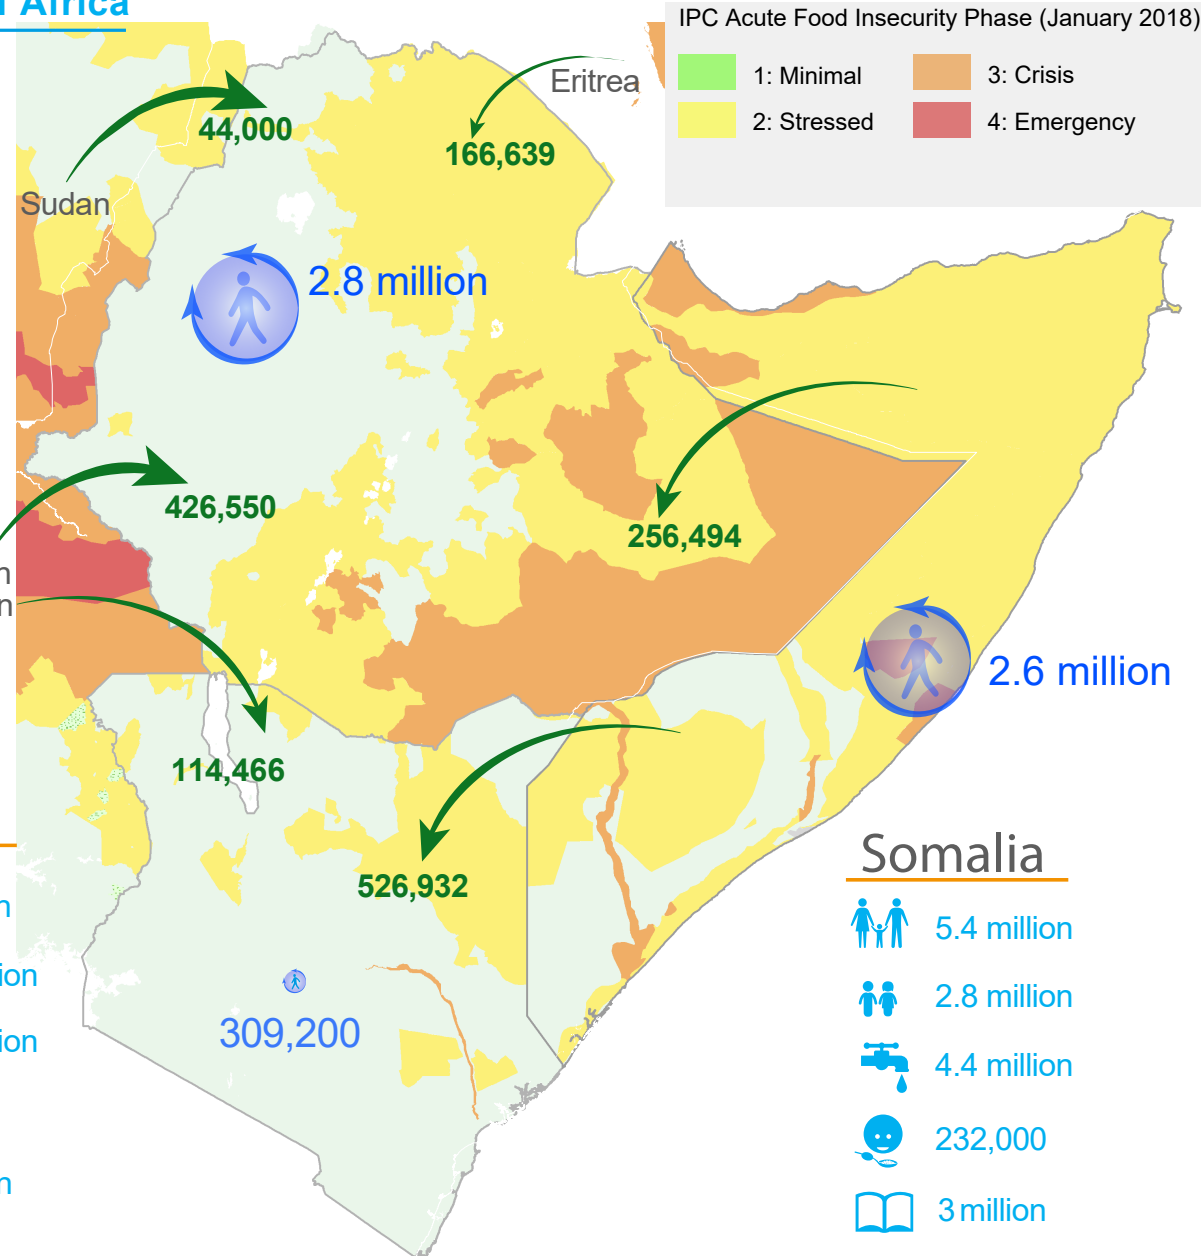 Africa
IPC Acute Food Insecurity Phase (January 2018)
1: Minimal
3: Crisis
2: Stressed
4: Emergency
Eritrea
44,000
166,639
Sudan
2.8 million
426,550
256,494
2.6 million
114,466
526,932
309,200
Somalia
5.4 million
2.8 million
4.4 million
232,000
3 million